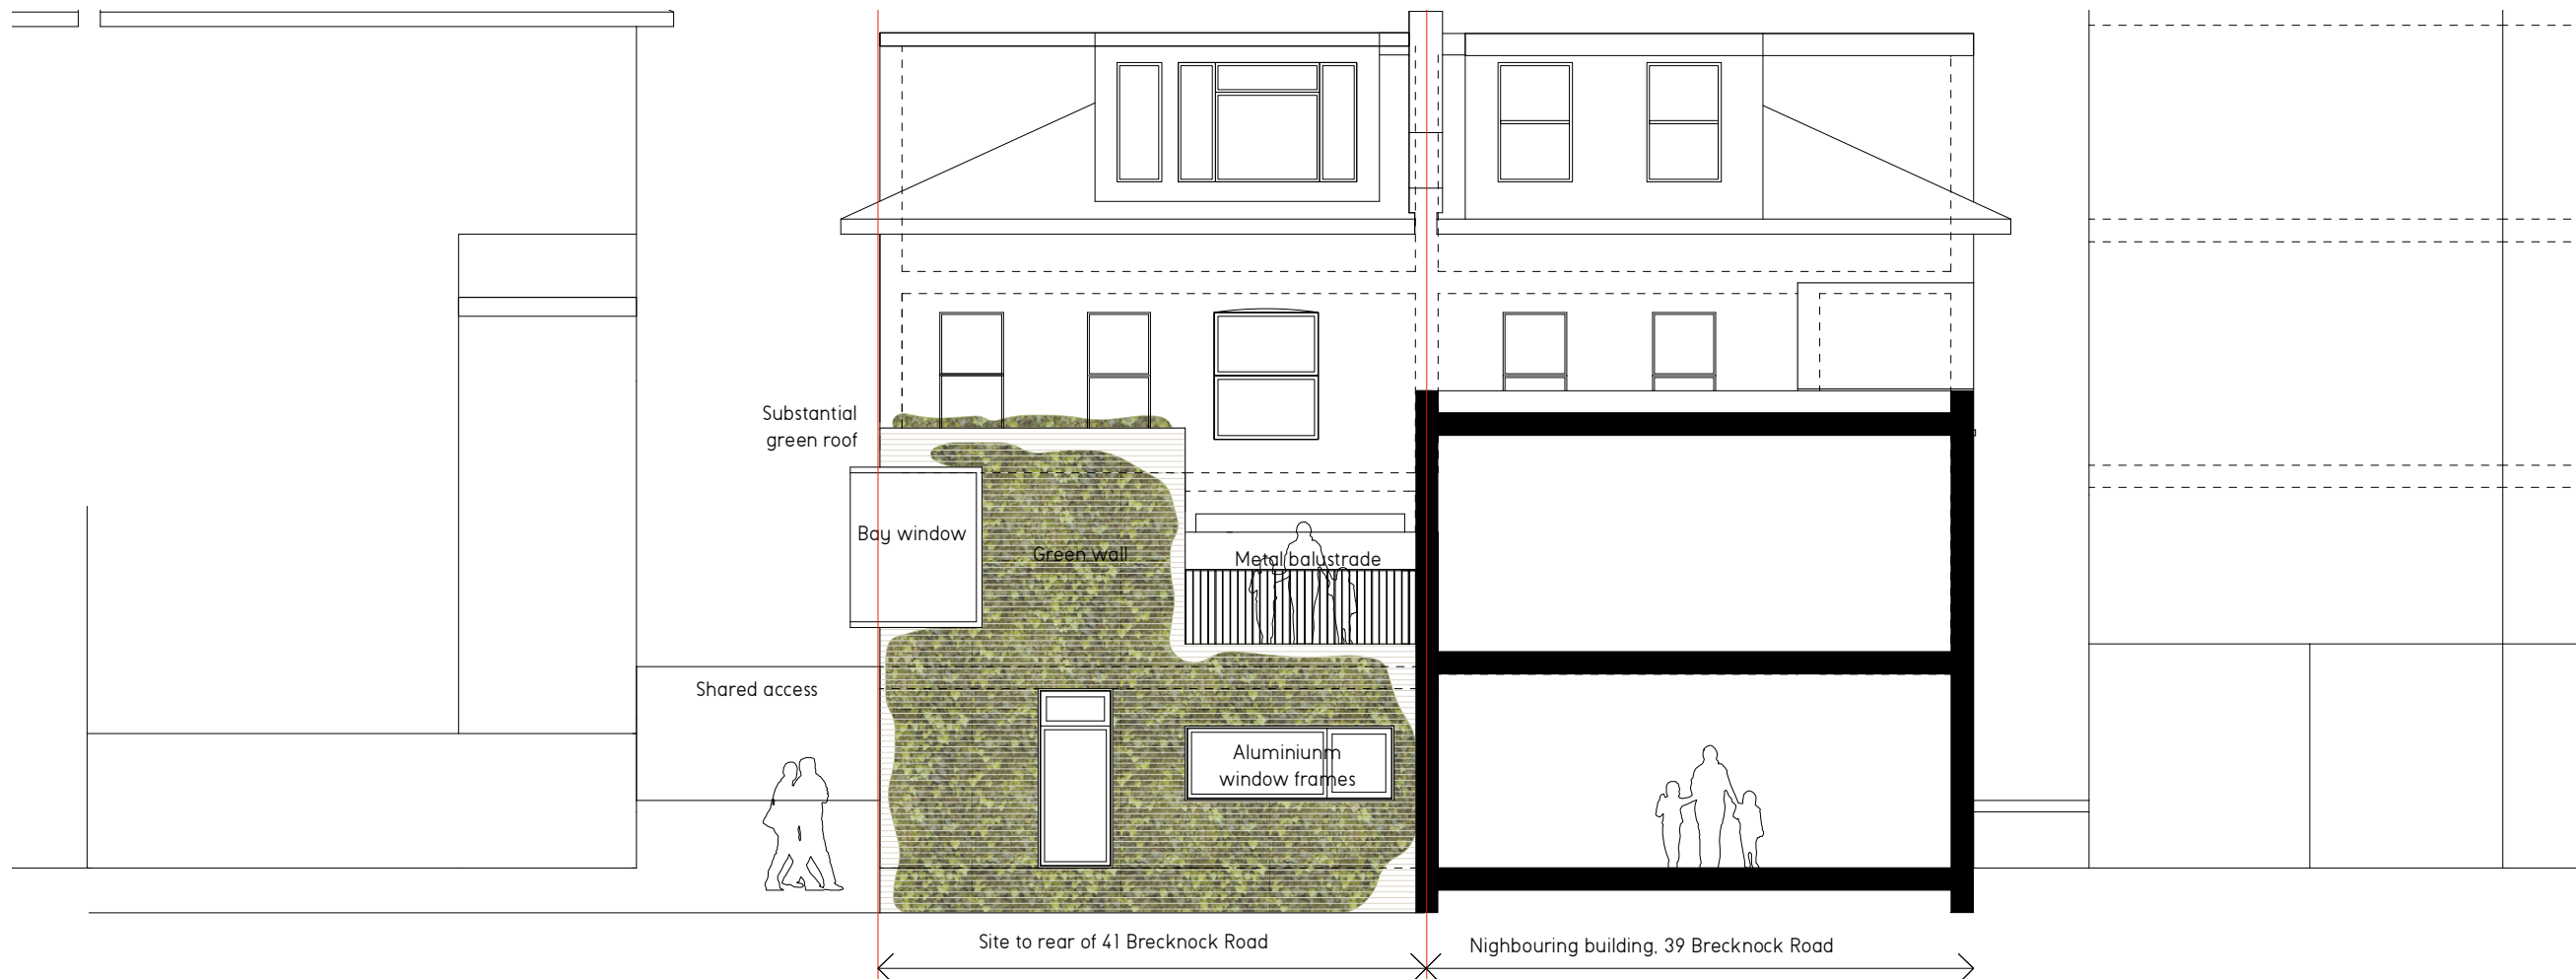 Substantial
green roof
Bay window
Green wall
Metal balustrade
Shared access
Aluminiunm
window frames
Site to rear of 41 Brecknock Road
Nighbouring building, 39 Brecknock Road